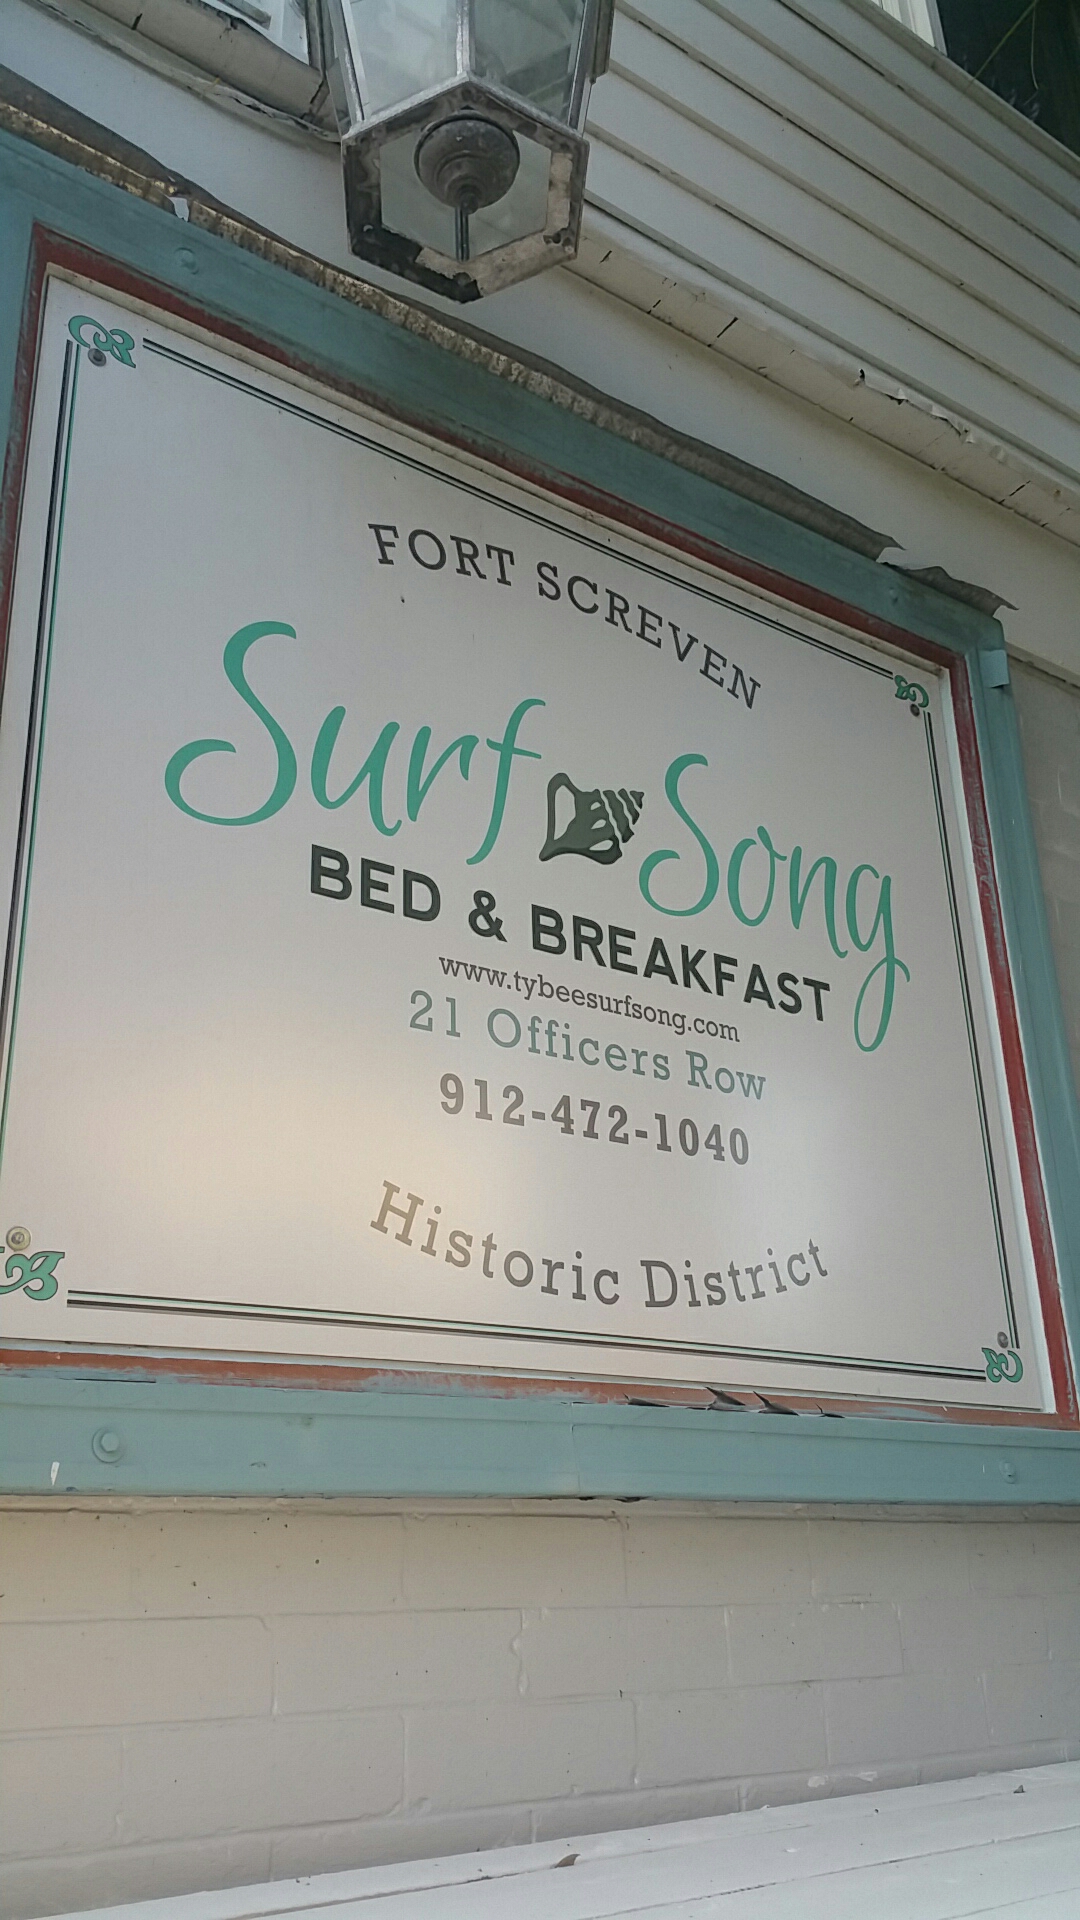 FORT SCREVEN
Surf Song
BED & BREAKFAST
www.tybeesurfsong.com
21 Officers Row
912-472-1040
Historic District